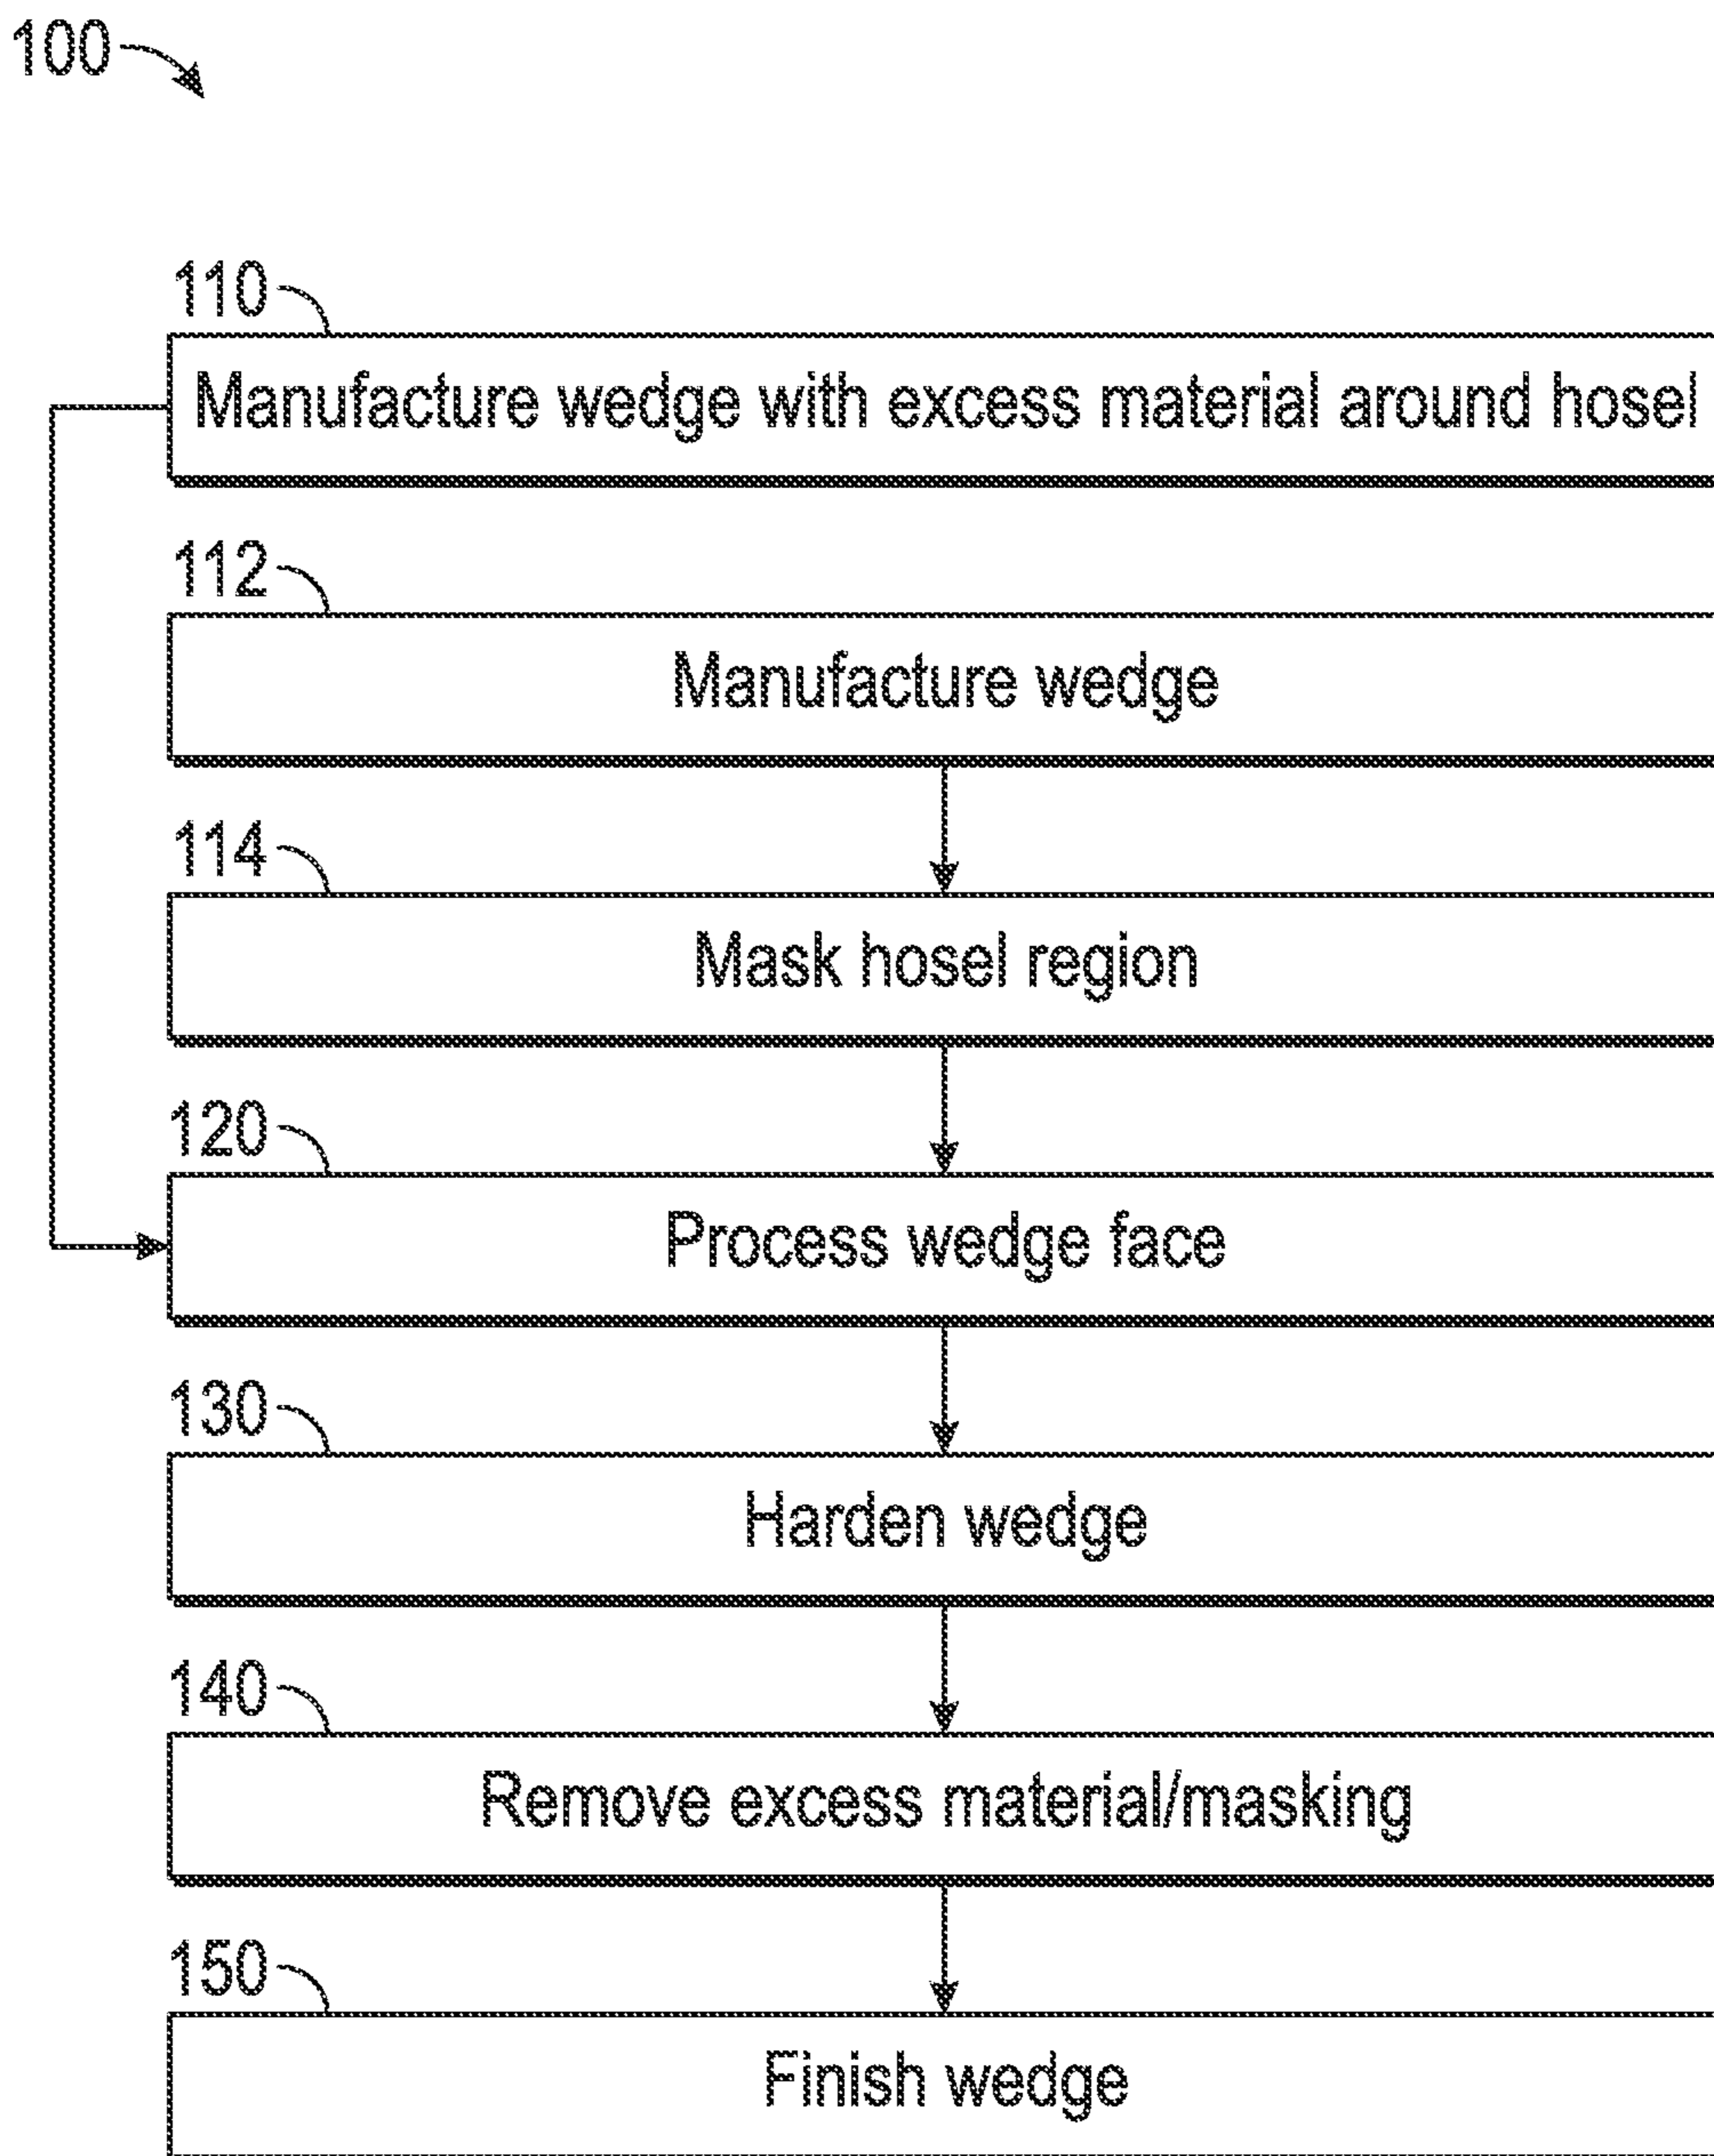 100
110
Manufacture wedge with excess material around hosel
112
Manufacture wedge
114
Mask hosel region
120
Process wedge face
130
Harden wedge
140
Remove excess material/masking
150
Finish wedge